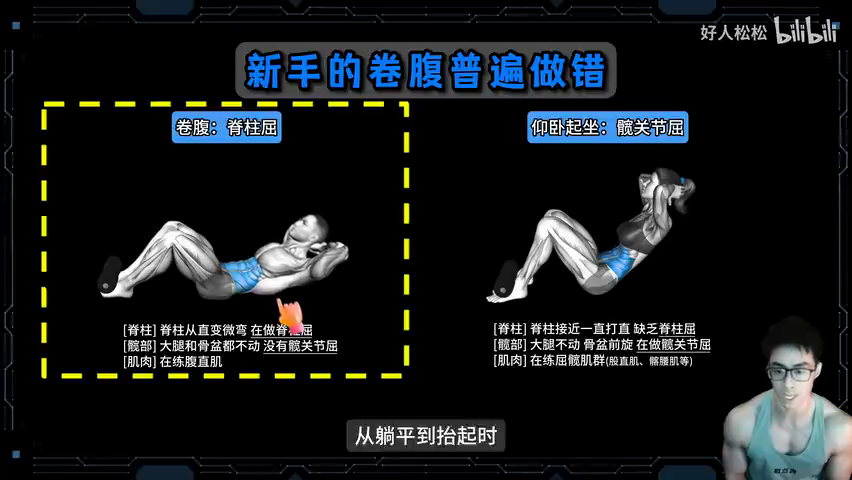 好人松松 bilibili
新手的卷腹普遍做错
卷腹：脊柱屈
仰卧起坐：髋关节屈
[脊柱] 脊柱从直变微弯 在做脊柱屈
[髋部] 大腿和骨盆都不动 没有髋关节屈
[肌肉] 在练腹直肌
[脊柱] 脊柱接近一直打直 缺乏脊柱屈
[髋部] 大腿不动 骨盆前旋 在做髋关节屈
[肌肉] 在练屈髋肌群(股直肌、髂腰肌等)
从躺平到抬起时